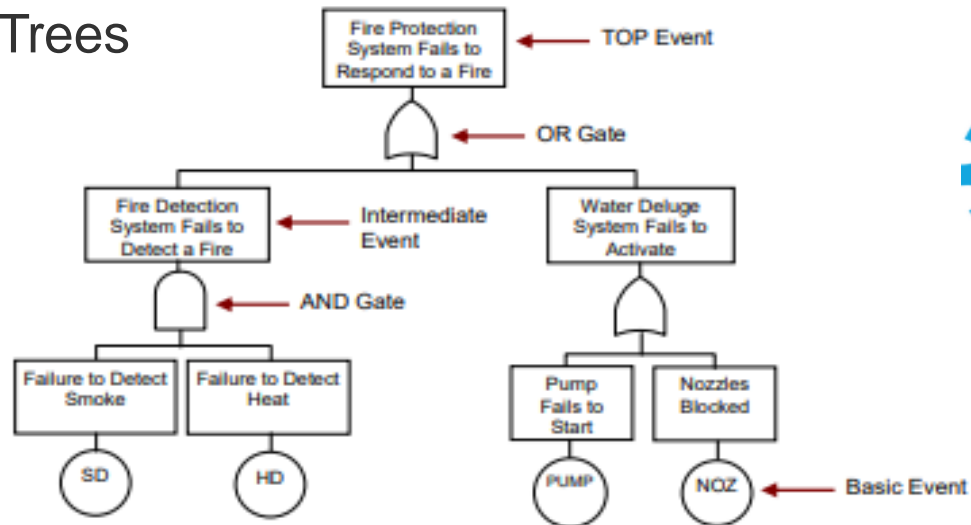 Trees
Fire Protection
System Fails to
Respond to a Fire
TOP Event
OR Gate
Fire Detection
System Fails to
Detect a Fire
Intermediate
Event
Water Deluge
System Fails to
Activate
AND Gate
Failure to Detect
Smoke
Failure to Detect
Heat
Pump
Fails to
Start
Nozzles
Blocked
SD
HD
PUMP
NOZ
Basic Event